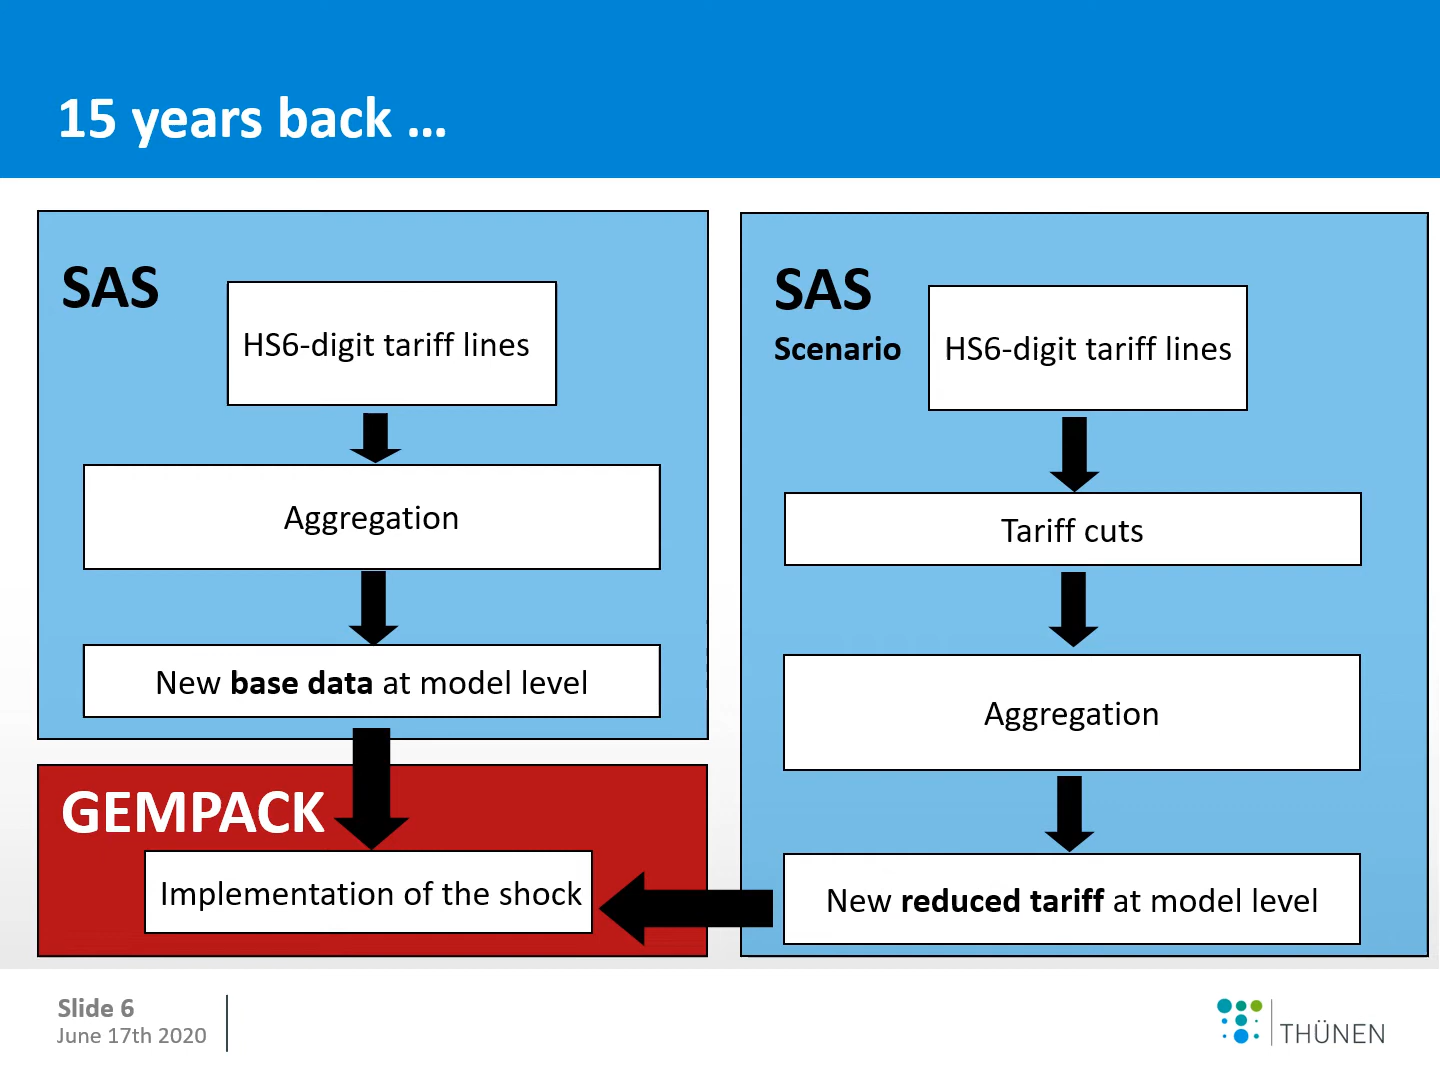 15 years back ...
SAS
HS6-digit tariff lines
Aggregation
New base data at model level
GEMPACK
Implementation of the shock
SAS
Scenario
HS6-digit tariff lines
Tariff cuts
Aggregation
New reduced tariff at model level
Slide 6
June 17th 2020
THÜNEN